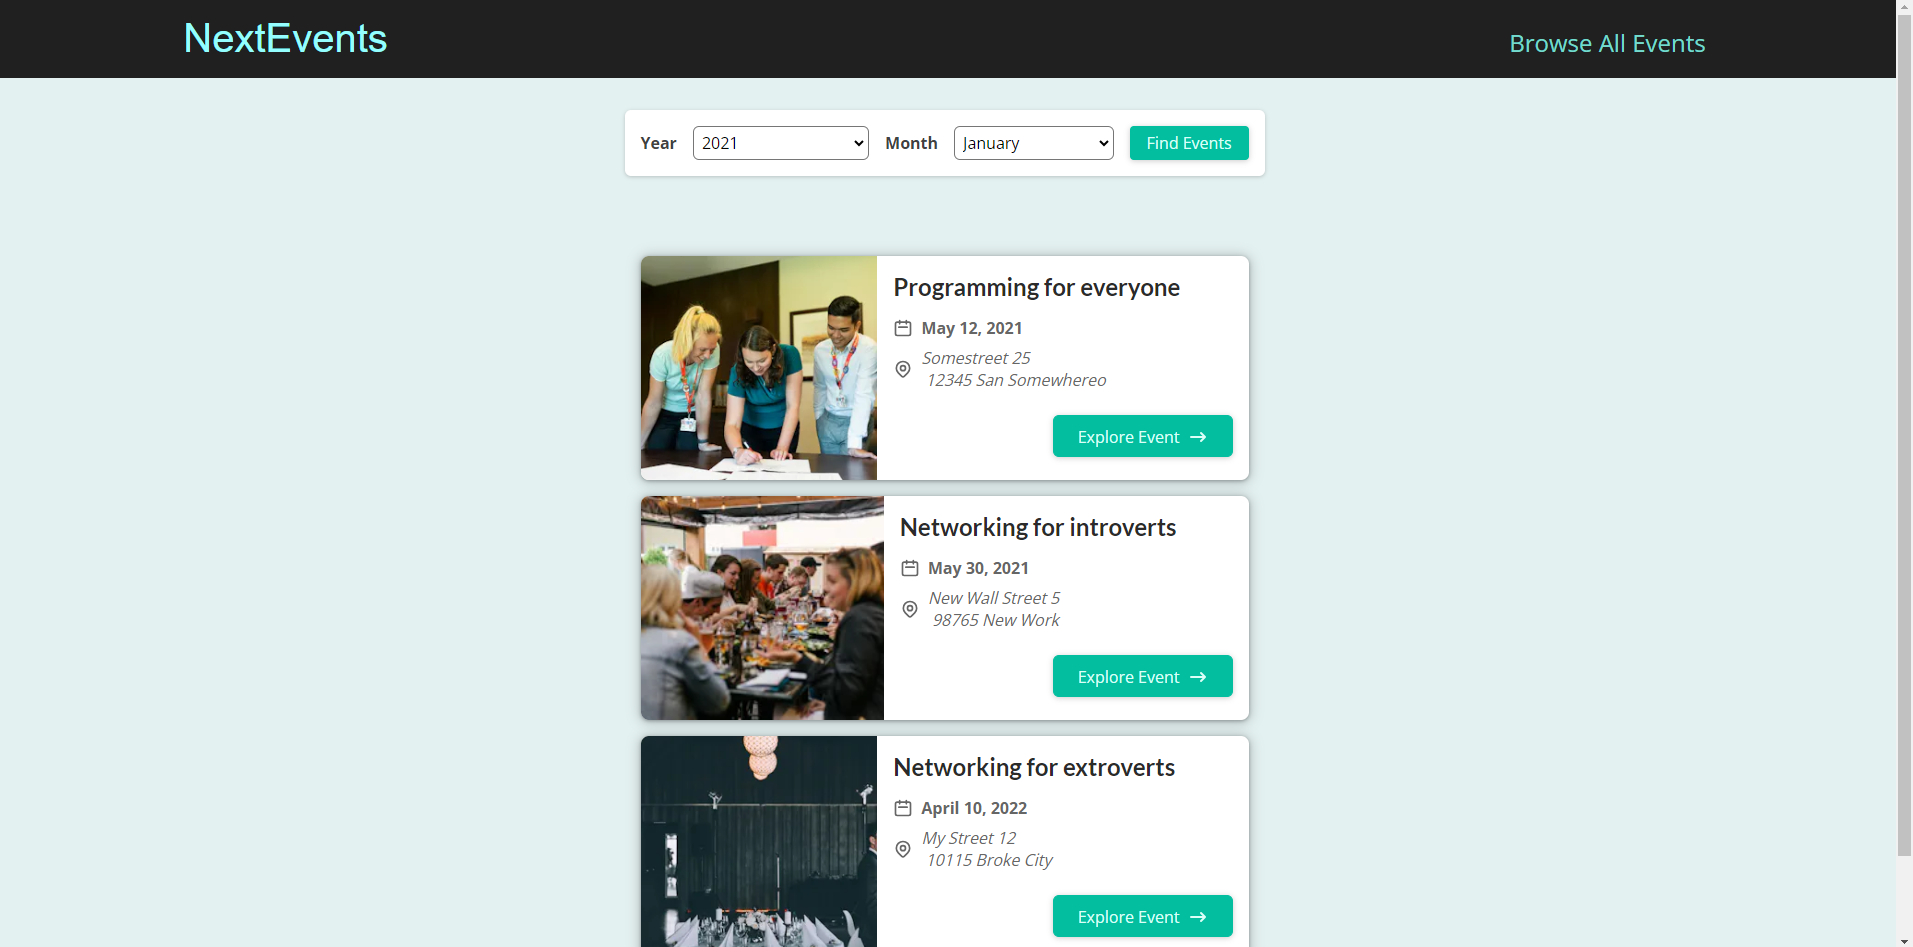 NextEvents
Browse All Events
Year 2021 Month January Find Events
Programming for everyone
May 12, 2021
Somestreet 25
12345 San Somewhereo
Explore Event →
Networking for introverts
May 30, 2021
New Wall Street 5
98765 New Work
Explore Event →
Networking for extroverts
April 10, 2022
My Street 12
10115 Broke City
Explore Event →